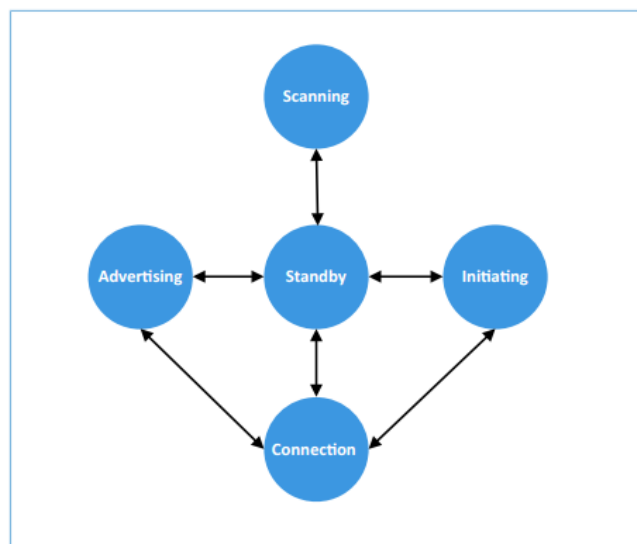 Scanning
Advertising
Standby
Initiating
Connection